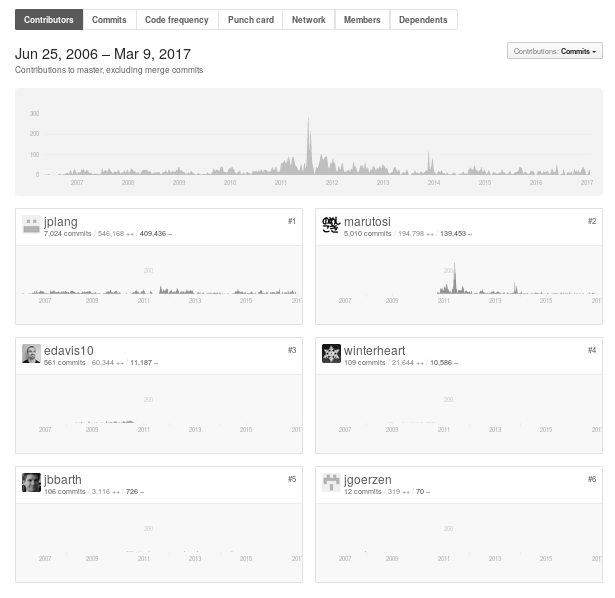 Contributors Commits Code frequency Punch card Network Members Dependents
Jun 25, 2006 – Mar 9, 2017
Contributions: Commits
Contributions to master, excluding merge commits
300
200
100
0
2007 2008 2009 2010 2011 2012 2013 2014 2015 2016 2017
jplang #1
7,024 commits / 546,168 ++ / 409,436 --
200
2007 2009 2011 2013 2015 201
marutosi #2
5,010 commits / 194,798 ++ / 139,453 --
200
2007 2009 2011 2013 2015 201
edavis10 #3
561 commits / 60,344 ++ / 11,187 --
200
2007 2009 2011 2013 2015 201
winterheart #4
109 commits / 21,644 ++ / 10,586 --
200
2007 2009 2011 2013 2015 201
jbbarth #5
106 commits / 3,116 ++ / 726 --
200
2007 2009 2011 2013 2015 201
jgoerzen #6
12 commits / 319 ++ / 70 --
200
2007 2009 2011 2013 2015 201